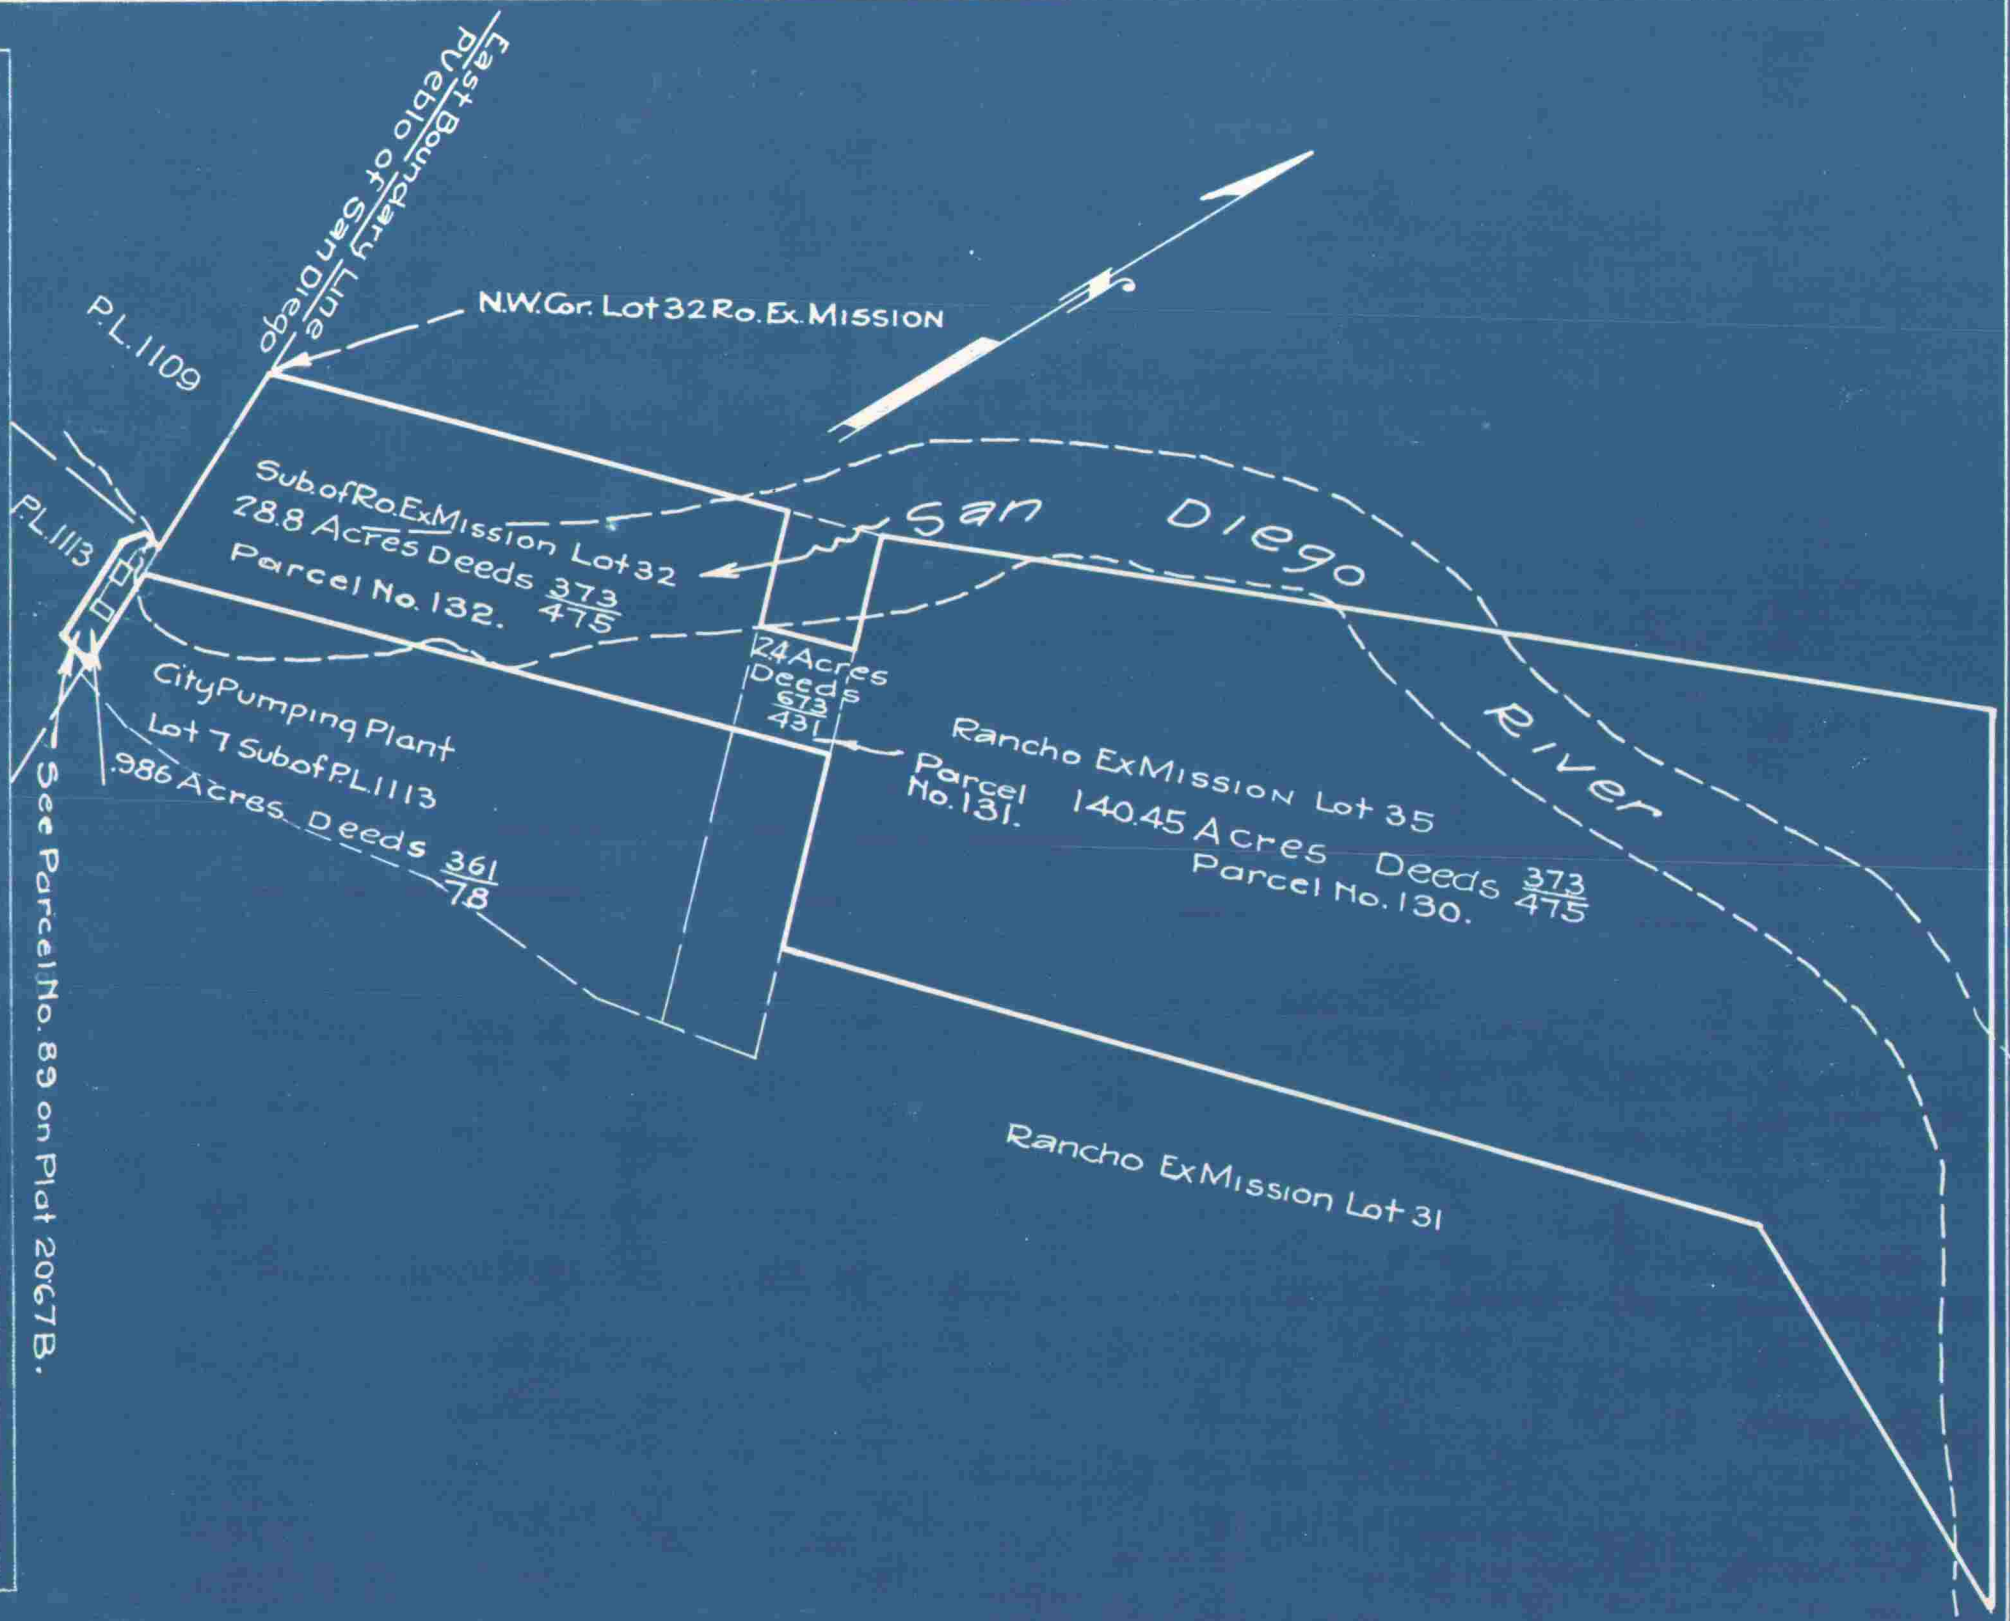 East Boundary Line
Pueblo of San Diego
P.L. 1109
N.W. Cor. Lot 32 Ro. Ex. Mission
P.L. 1113
Sub. of Ro. Ex Mission Lot 32
28.8 Acres Deeds 373/475
Parcel No. 132.
San Diego River
2.4 Acres
Deeds
673/431
Parcel
No. 131.
City Pumping Plant
Lot 7 Sub of P.L. 1113
.986 Acres Deeds 361/78
See Parcel No. 89 on Plat 2067B.
Rancho Ex Mission Lot 35
140.45 Acres Deeds 373/475
Parcel No. 130.
Rancho Ex Mission Lot 31